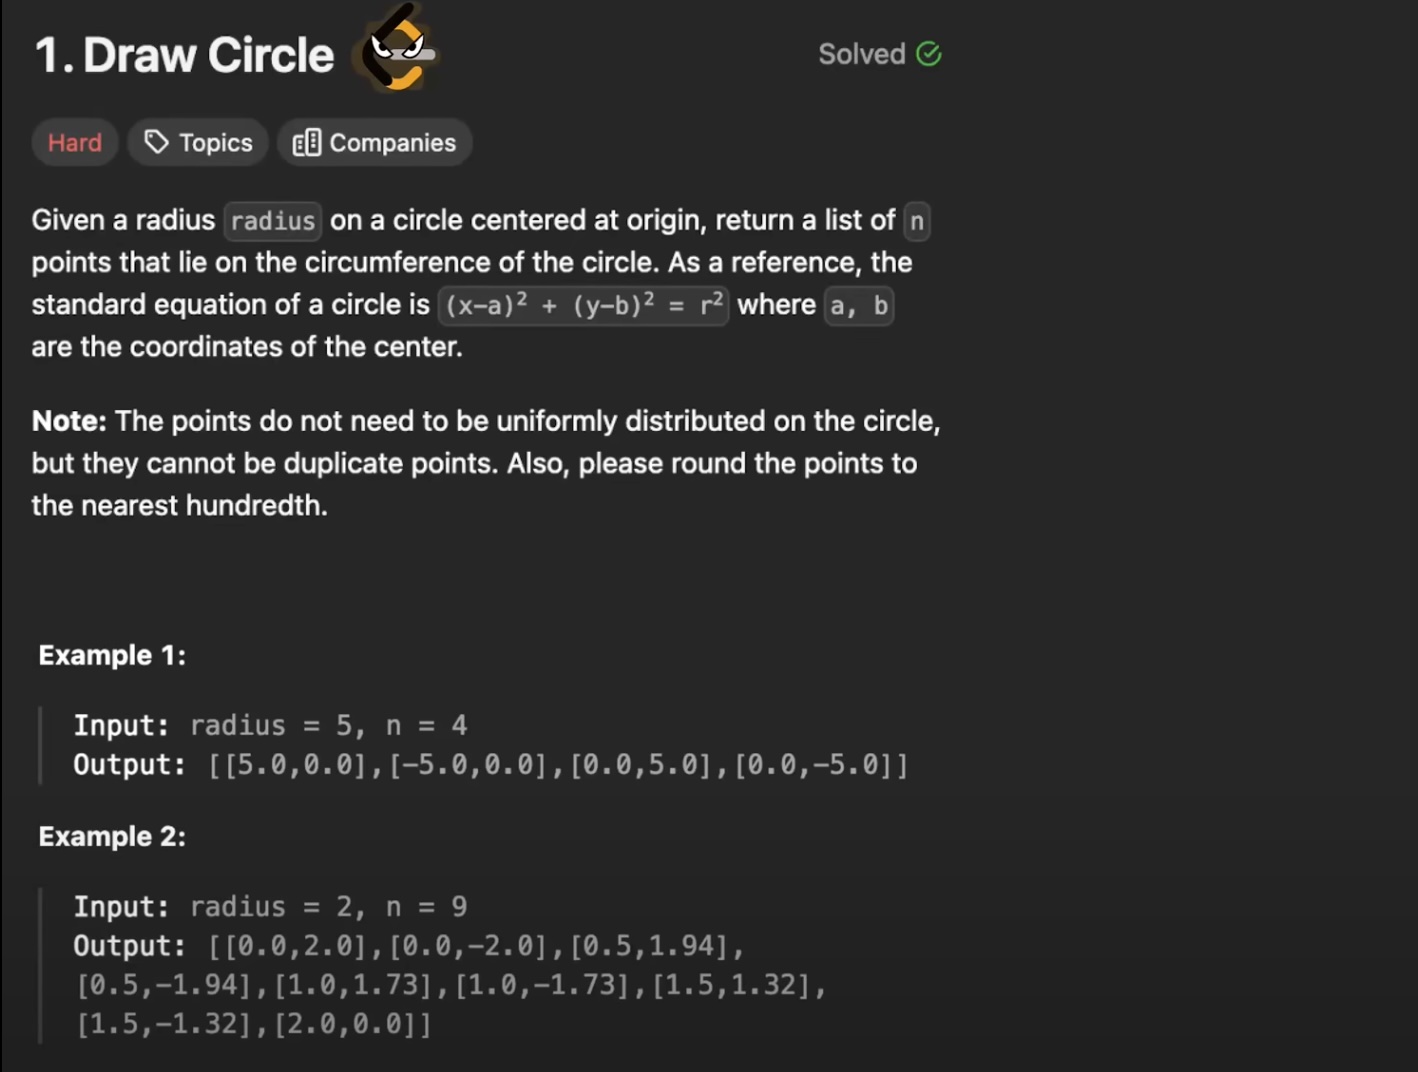 1. Draw Circle
Solved
Hard
Topics
Companies
Given a radius radius on a circle centered at origin, return a list of n
points that lie on the circumference of the circle. As a reference, the
standard equation of a circle is (x-a)² + (y-b)² = r² where a, b
are the coordinates of the center.
Note: The points do not need to be uniformly distributed on the circle,
but they cannot be duplicate points. Also, please round the points to
the nearest hundredth.
Example 1:
Input: radius = 5, n = 4
Output: [[5.0,0.0],[-5.0,0.0],[0.0,5.0],[0.0,-5.0]]
Example 2:
Input: radius = 2, n = 9
Output: [[0.0,2.0],[0.0,-2.0],[0.5,1.94],
[0.5,-1.94],[1.0,1.73],[1.0,-1.73],[1.5,1.32],
[1.5,-1.32],[2.0,0.0]]